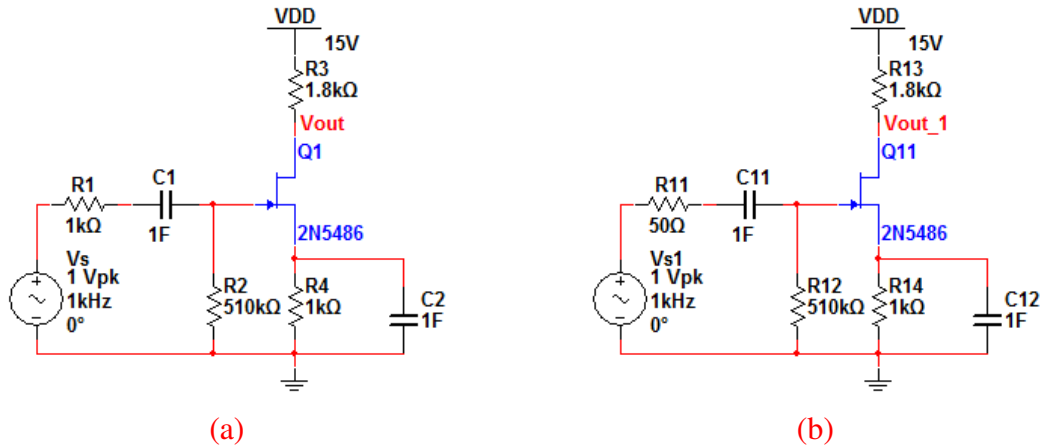 VDD
15V
R3
1.8kΩ
Vout
Q1
R1
1kΩ
C1
1F
2N5486
Vs
1 Vpk
1kHz
0°
R2
510kΩ
R4
1kΩ
C2
1F
(a)
VDD
15V
R13
1.8kΩ
Vout_1
Q11
R11
50Ω
C11
1F
2N5486
Vs1
1 Vpk
1kHz
0°
R12
510kΩ
R14
1kΩ
C12
1F
(b)